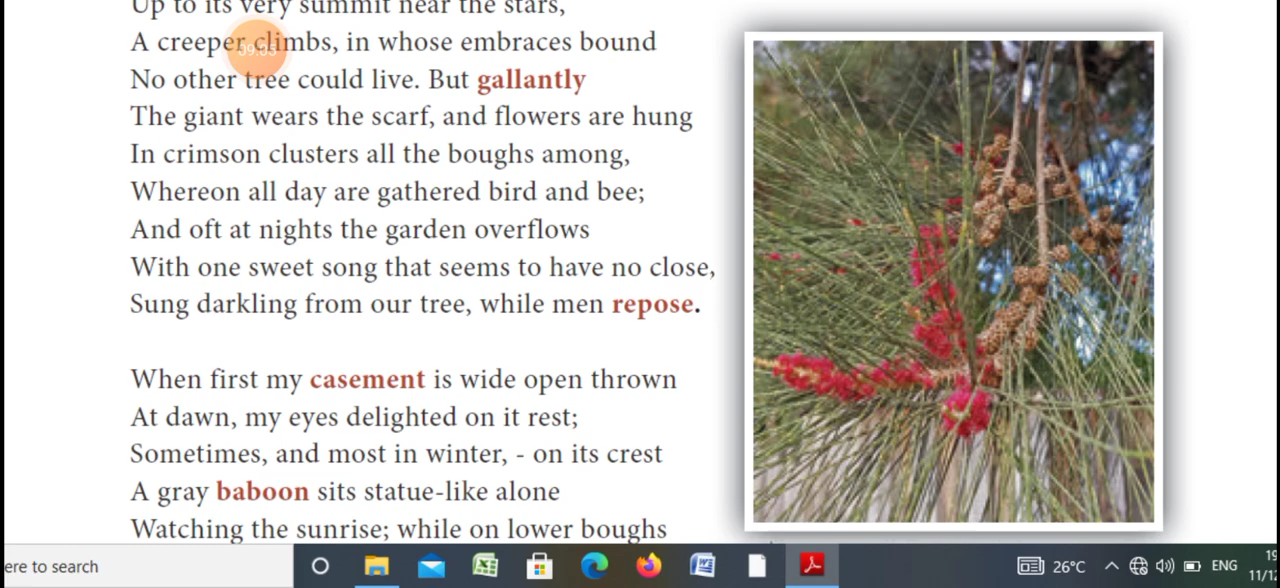 Up to its very summit near the stars,
A creeper climbs, in whose embraces bound
No other tree could live. But gallantly
The giant wears the scarf, and flowers are hung
In crimson clusters all the boughs among,
Whereon all day are gathered bird and bee;
And oft at nights the garden overflows
With one sweet song that seems to have no close,
Sung darkling from our tree, while men repose.
When first my casement is wide open thrown
At dawn, my eyes delighted on it rest;
Sometimes, and most in winter, - on its crest
A gray baboon sits statue-like alone
Watching the sunrise; while on lower boughs
ere to search
26°C
ENG
19
11/1